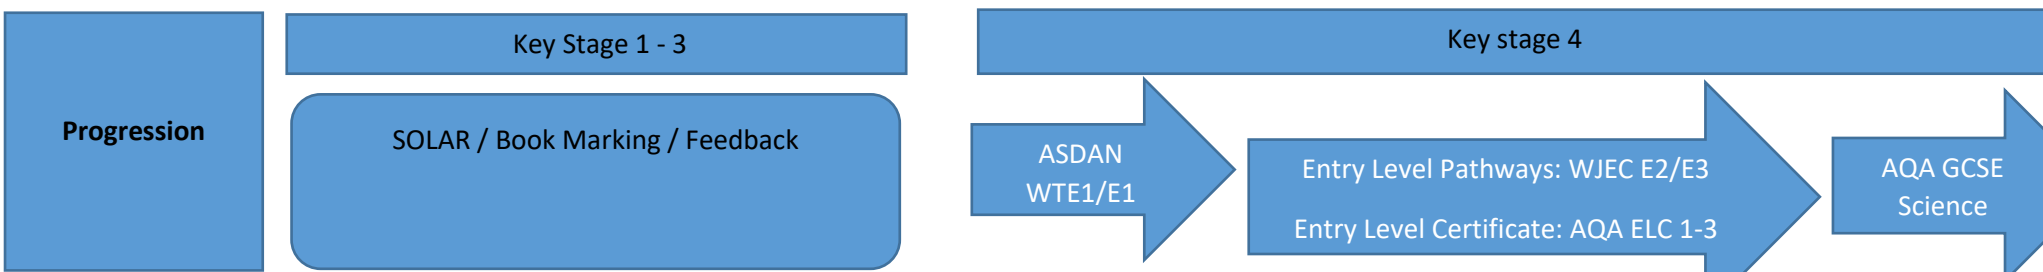 Progression
Key Stage 1 - 3
SOLAR / Book Marking / Feedback
Key stage 4
ASDAN
WTE1/E1
Entry Level Pathways: WJEC E2/E3
Entry Level Certificate: AQA ELC 1-3
AQA GCSE
Science